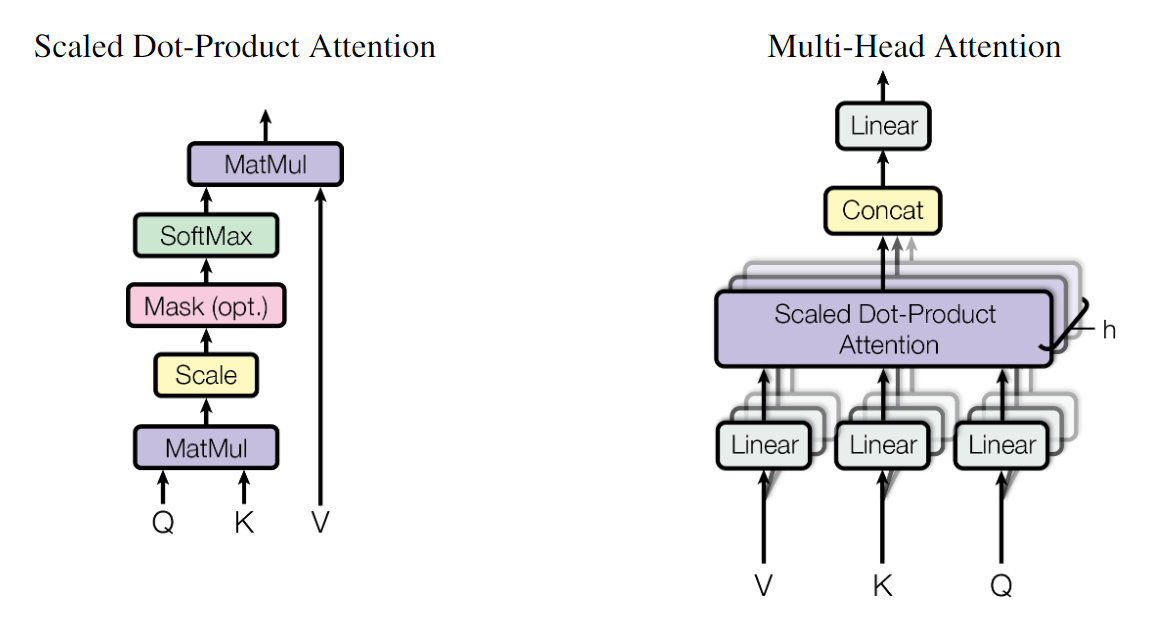 Scaled Dot-Product Attention
MatMul
SoftMax
Mask (opt.)
Scale
MatMul
Q K V
Multi-Head Attention
Linear
Concat
Scaled Dot-Product
Attention
h
Linear Linear Linear
V K Q